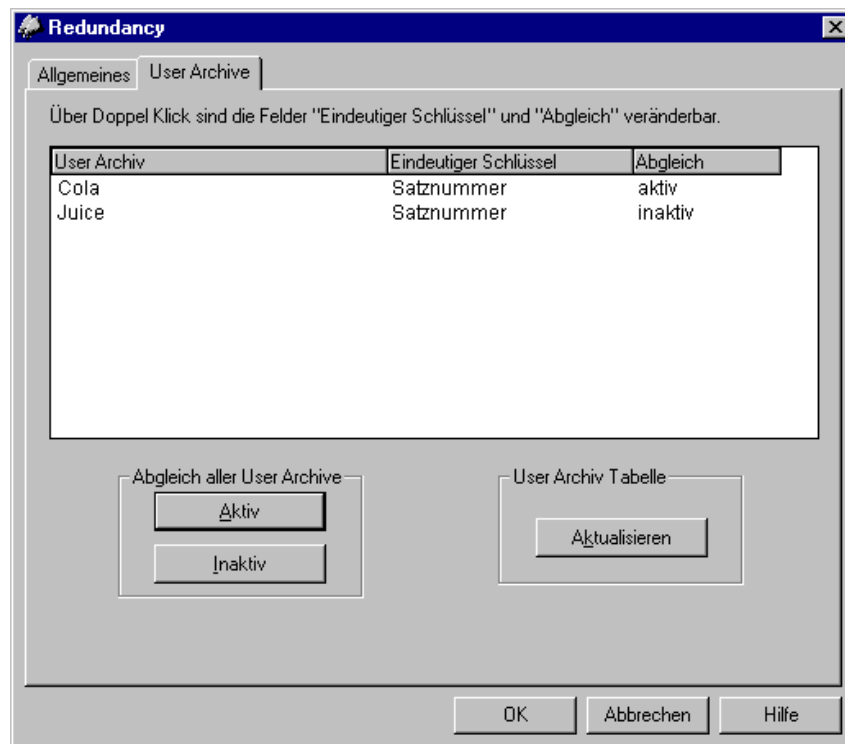 Redundancy
Allgemeines User Archive
Über Doppel Klick sind die Felder "Eindeutiger Schlüssel" und "Abgleich" veränderbar.
User Archiv Eindeutiger Schlüssel Abgleich
Cola Satznummer aktiv
Juice Satznummer inaktiv
Abgleich aller User Archive User Archiv Tabelle
Aktiv
Aktualisieren
Inaktiv
OK Abbrechen Hilfe